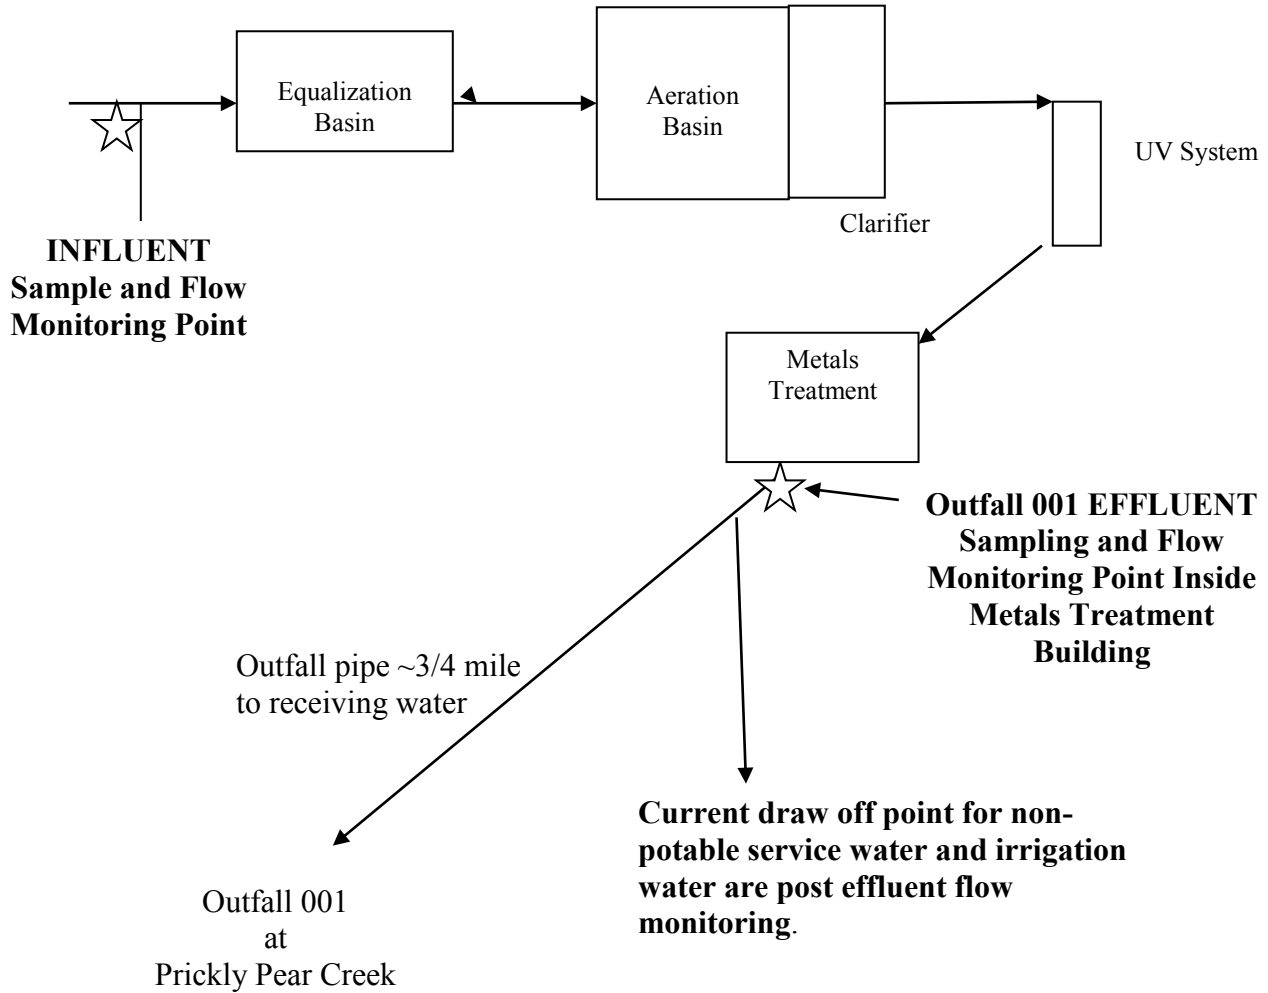 Equalization
Basin
Aeration
Basin
UV System
Clarifier
INFLUENT
Sample and Flow
Monitoring Point
Metals
Treatment
Outfall 001 EFFLUENT
Sampling and Flow
Monitoring Point Inside
Metals Treatment
Building
Outfall pipe ~3/4 mile
to receiving water
Current draw off point for non-
potable service water and irrigation
water are post effluent flow
monitoring.
Outfall 001
at
Prickly Pear Creek